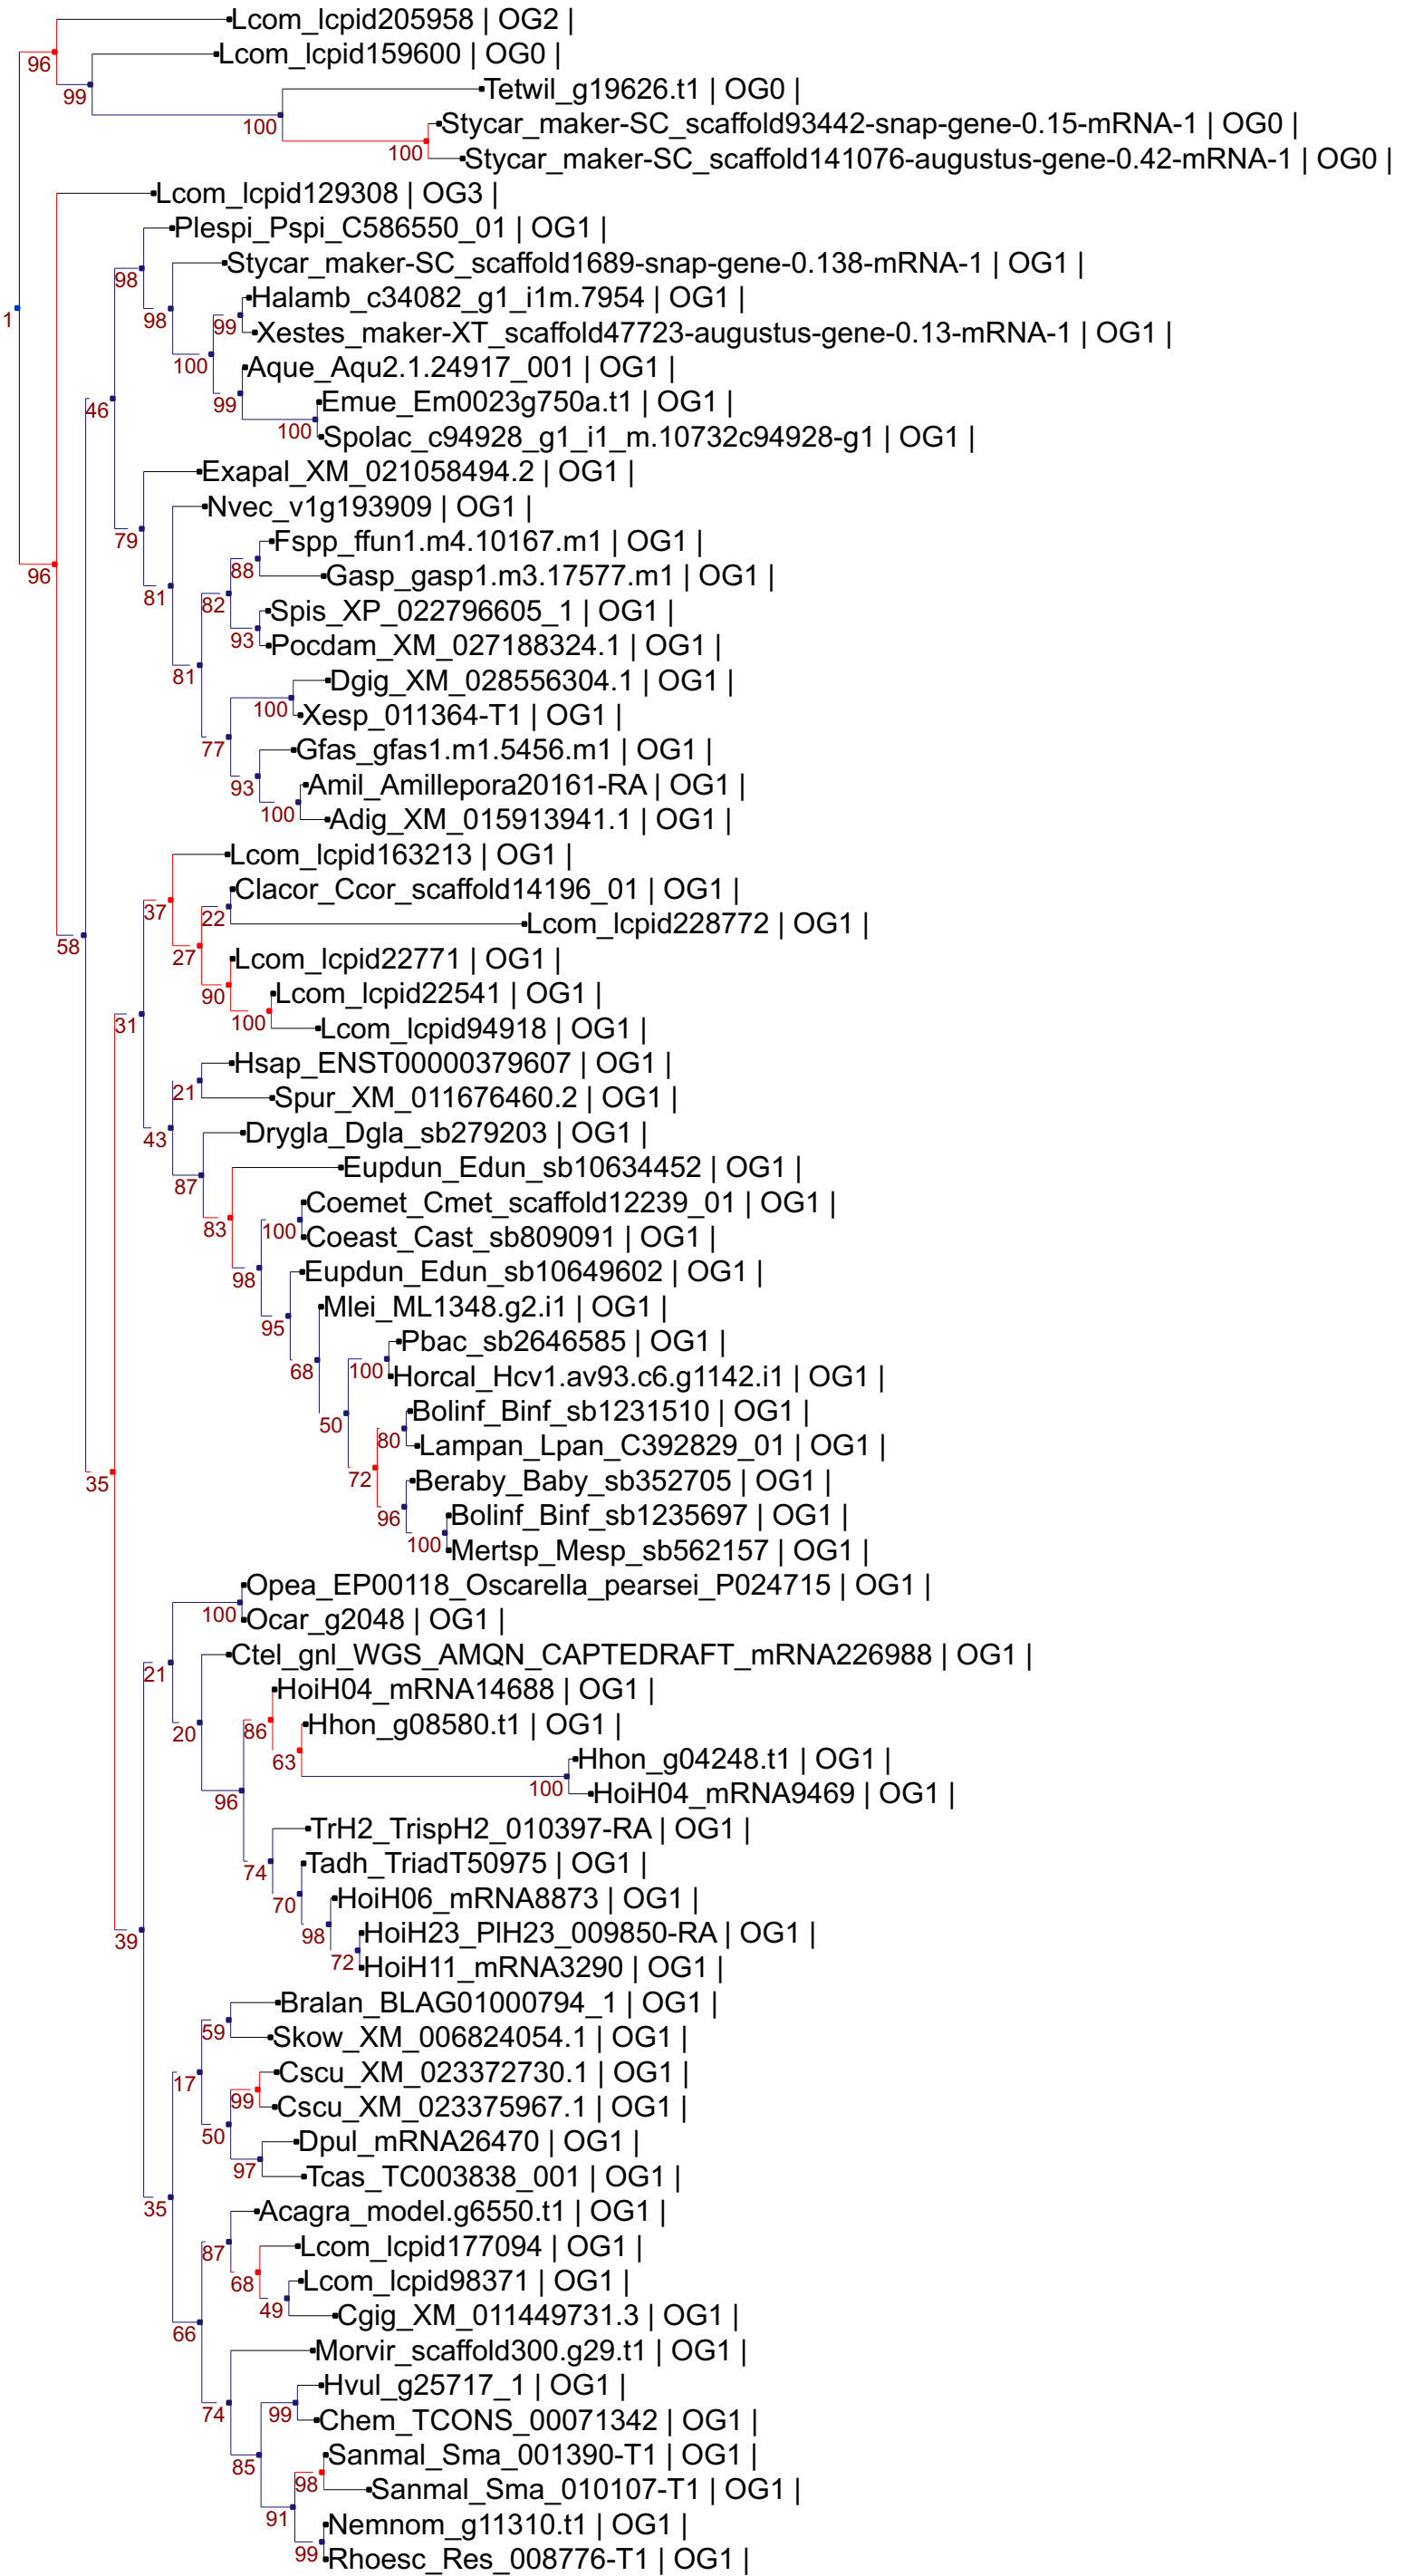 Lcom_lcpid205958 | OG2 |
Lcom_lcpid159600 | OG0 |
96
Tetwil_g19626.t1 | OG0 |
99
Stycar_maker-SC_scaffold93442-snap-gene-0.15-mRNA-1 | OG0 |
100
100
Stycar_maker-SC_scaffold141076-augustus-gene-0.42-mRNA-1 | OG0 |
Lcom_lcpid129308 | OG3 |
Plespi_Pspi_C586550_01 | OG1 |
Stycar_maker-SC_scaffold1689-snap-gene-0.138-mRNA-1 | OG1 |
98
Halamb_c34082_g1_i1m.7954 | OG1 |
1
98
99
Xestes_maker-XT_scaffold47723-augustus-gene-0.13-mRNA-1 | OG1 |
100
Aque_Aqu2.1.24917_001 | OG1 |
46
99
Emue_Em0023g750a.t1 | OG1 |
100
Spolac_c94928_g1_i1_m.10732c94928-g1 | OG1 |
Exapal_XM_021058494.2 | OG1 |
Nvec_v1g193909 | OG1 |
79
Fspp_ffun1.m4.10167.m1 | OG1 |
96
88
Gasp_gasp1.m3.17577.m1 | OG1 |
81
82
Spis_XP_022796605_1 | OG1 |
93
Pocdam_XM_027188324.1 | OG1 |
81
Dgig_XM_028556304.1 | OG1 |
100
Xesp_011364-T1 | OG1 |
77
Gfas_gfas1.m1.5456.m1 | OG1 |
93
Amil_Amillepora20161-RA | OG1 |
100
Adig_XM_015913941.1 | OG1 |
Lcom_lcpid163213 | OG1 |
Clacor_Ccor_scaffold14196_01 | OG1 |
37
22
Lcom_lcpid228772 | OG1 |
58
27
Lcom_lcpid22771 | OG1 |
90
Lcom_lcpid22541 | OG1 |
31
100
Lcom_lcpid94918 | OG1 |
Hsap_ENST00000379607 | OG1 |
21
Spur_XM_011676460.2 | OG1 |
43
Drygla_Dgla_sb279203 | OG1 |
Eupdun_Edun_sb10634452 | OG1 |
87
Coemet_Cmet_scaffold12239_01 | OG1 |
83
100
Coeast_Cast_sb809091 | OG1 |
98
Eupdun_Edun_sb10649602 | OG1 |
Mlei_ML1348.g2.i1 | OG1 |
95
Pbac_sb2646585 | OG1 |
68
100
Horcal_Hcv1.av93.c6.g1142.i1 | OG1 |
Bolinf_Binf_sb1231510 | OG1 |
50
80
Lampan_Lpan_C392829_01 | OG1 |
72
35
Beraby_Baby_sb352705 | OG1 |
96
Bolinf_Binf_sb1235697 | OG1 |
100
Mertsp_Mesp_sb562157 | OG1 |
Opea_EP00118_Oscarella_pearsei_P024715 | OG1 |
100
Ocar_g2048 | OG1 |
Ctel_gnl_WGS_AMQN_CAPTEDRAFT_mRNA226988 | OG1 |
21
HoiH04_mRNA14688 | OG1 |
20
86
Hhon_g08580.t1 | OG1 |
63
Hhon_g04248.t1 | OG1 |
100
96
HoiH04_mRNA9469 | OG1 |
TrH2_TrispH2_010397-RA | OG1 |
74
Tadh_TriadT50975 | OG1 |
70
HoiH06_mRNA8873 | OG1 |
39
98
HoiH23_PlH23_009850-RA | OG1 |
72
HoiH11_mRNA3290 | OG1 |
Bralan_BLAG01000794_1 | OG1 |
59
Skow_XM_006824054.1 | OG1 |
17
Cscu_XM_023372730.1 | OG1 |
99
Cscu_XM_023375967.1 | OG1 |
50
Dpul_mRNA26470 | OG1 |
97
Tcas_TC003838_001 | OG1 |
35
Acagra_model.g6550.t1 | OG1 |
87
Lcom_lcpid177094 | OG1 |
68
Lcom_lcpid98371 | OG1 |
49
Cgig_XM_011449731.3 | OG1 |
66
Morvir_scaffold300.g29.t1 | OG1 |
Hvul_g25717_1 | OG1 |
74
99
Chem_TCONS_00071342 | OG1 |
Sanmal_Sma_001390-T1 | OG1 |
85
98
Sanmal_Sma_010107-T1 | OG1 |
91
Nemnom_g11310.t1 | OG1 |
99
Rhoesc_Res_008776-T1 | OG1 |